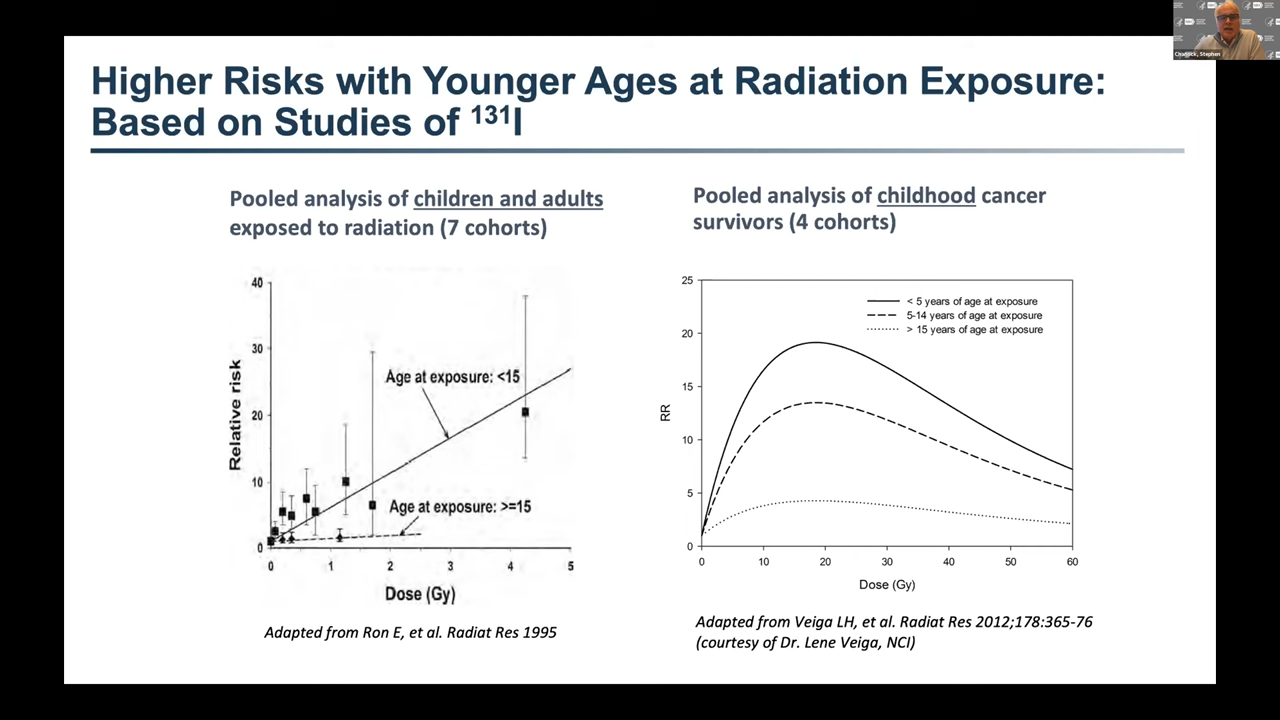 Chanock, Stephen
Higher Risks with Younger Ages at Radiation Exposure:
Based on Studies of ¹³¹I
Pooled analysis of children and adults
exposed to radiation (7 cohorts)
40
30
20
10
0
Relative risk
Age at exposure: <15
Age at exposure: >=15
0 1 2 3 4 5
Dose (Gy)
Adapted from Ron E, et al. Radiat Res 1995
Pooled analysis of childhood cancer
survivors (4 cohorts)
25
20
15
10
5
0
RR
< 5 years of age at exposure
5-14 years of age at exposure
> 15 years of age at exposure
0 10 20 30 40 50 60
Dose (Gy)
Adapted from Veiga LH, et al. Radiat Res 2012;178:365-76
(courtesy of Dr. Lene Veiga, NCI)